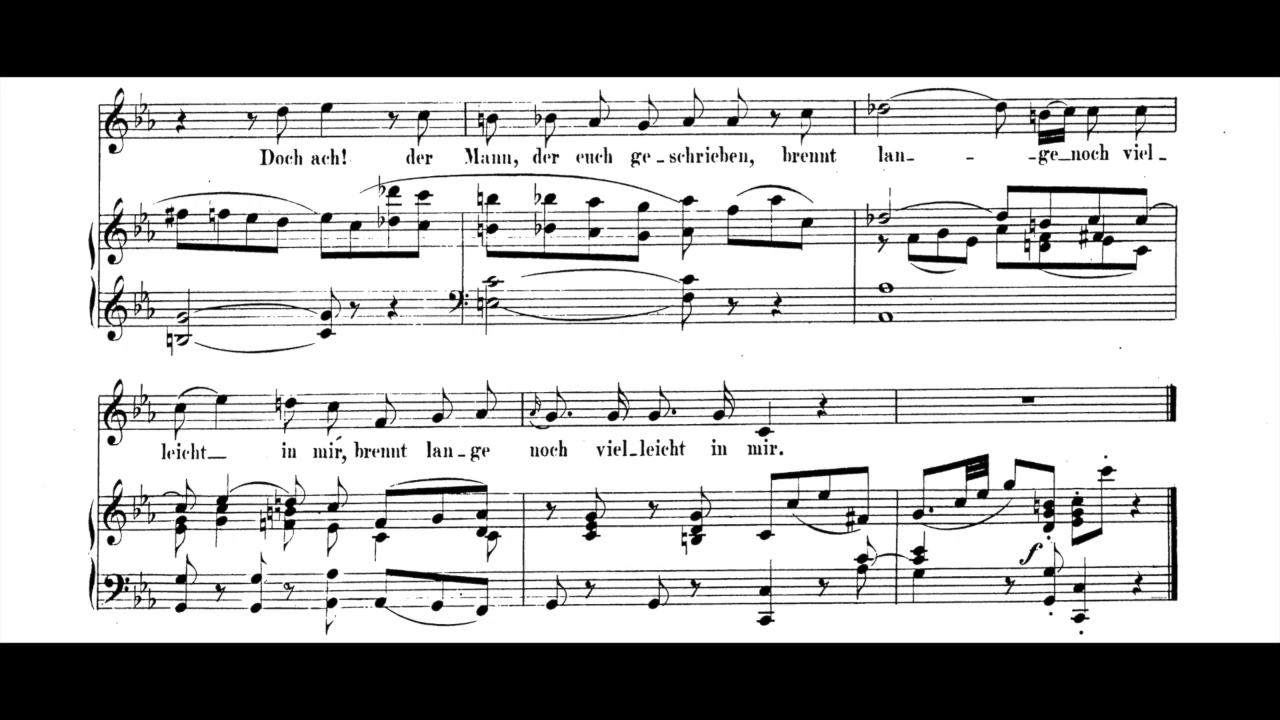 Doch ach! der Mann, der euch ge-schrieben, brennt lan- - - -ge noch viel-
leicht in mir, brennt lan-ge noch viel-leicht in mir.
f